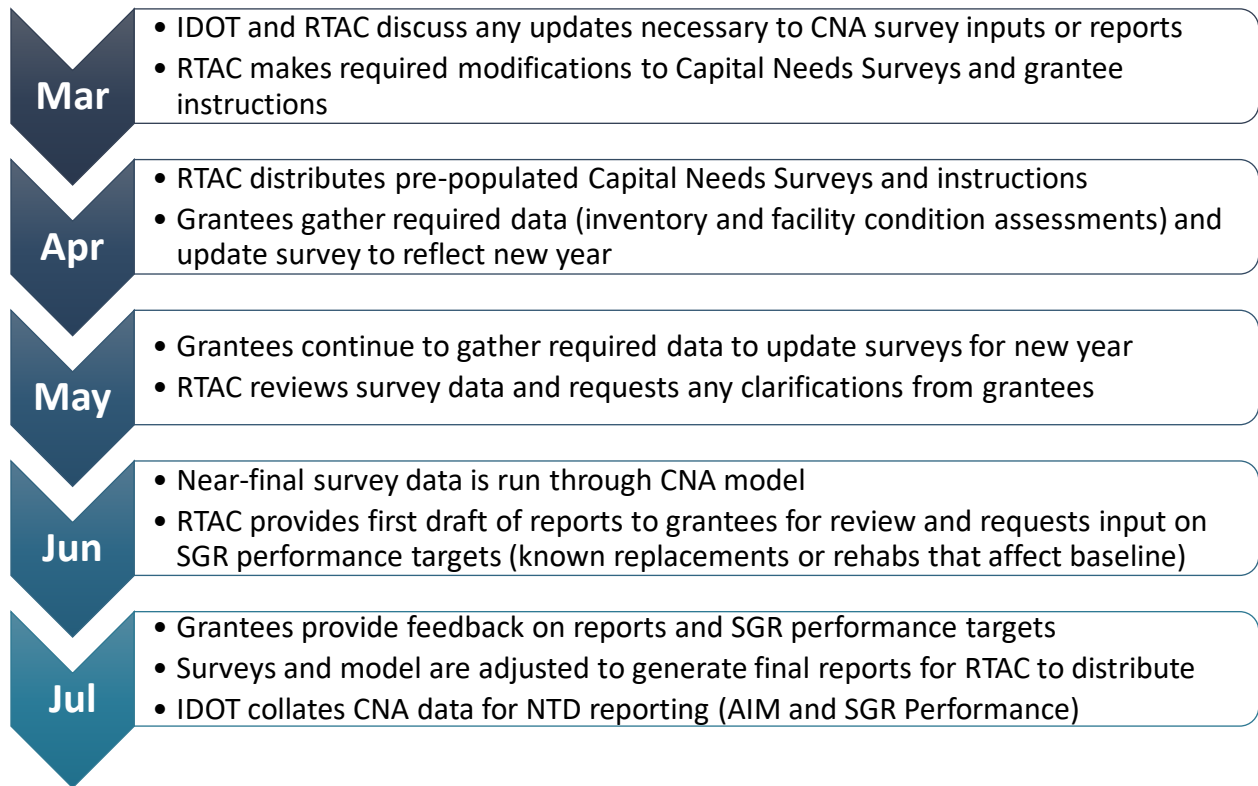 Mar
• IDOT and RTAC discuss any updates necessary to CNA survey inputs or reports
• RTAC makes required modifications to Capital Needs Surveys and grantee
instructions
Apr
• RTAC distributes pre-populated Capital Needs Surveys and instructions
• Grantees gather required data (inventory and facility condition assessments) and
update survey to reflect new year
May
• Grantees continue to gather required data to update surveys for new year
• RTAC reviews survey data and requests any clarifications from grantees
Jun
• Near-final survey data is run through CNA model
• RTAC provides first draft of reports to grantees for review and requests input on
SGR performance targets (known replacements or rehabs that affect baseline)
Jul
• Grantees provide feedback on reports and SGR performance targets
• Surveys and model are adjusted to generate final reports for RTAC to distribute
• IDOT collates CNA data for NTD reporting (AIM and SGR Performance)